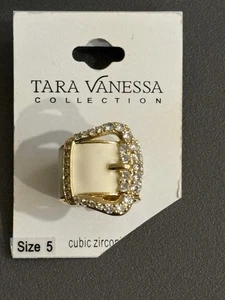 TARA VANESSA
COLLECTION
Size 5
cubic zircon